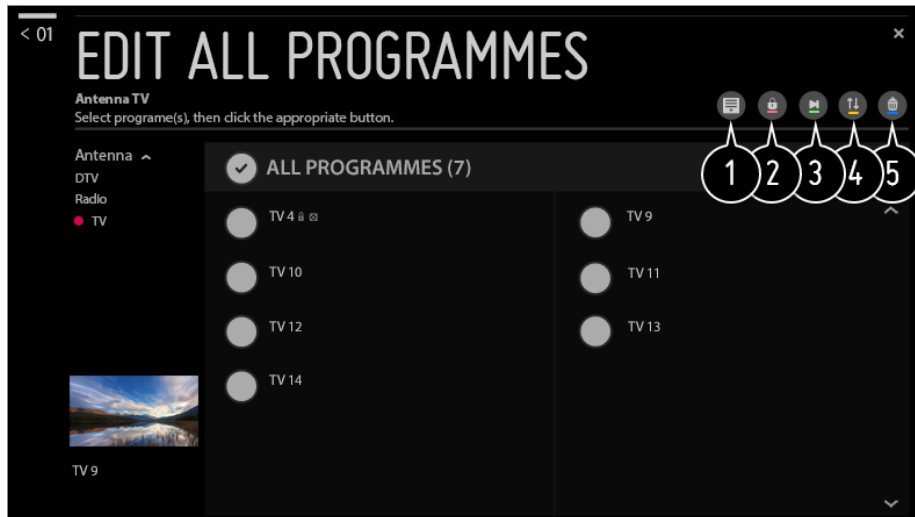 < 01
EDIT ALL PROGRAMMES
×
Antenna TV
Select programe(s), then click the appropriate button.
1 2 3 4 5
Antenna
DTV
Radio
TV
ALL PROGRAMMES (7)
TV 4
TV 9
TV 10
TV 11
TV 12
TV 13
TV 14
TV 9